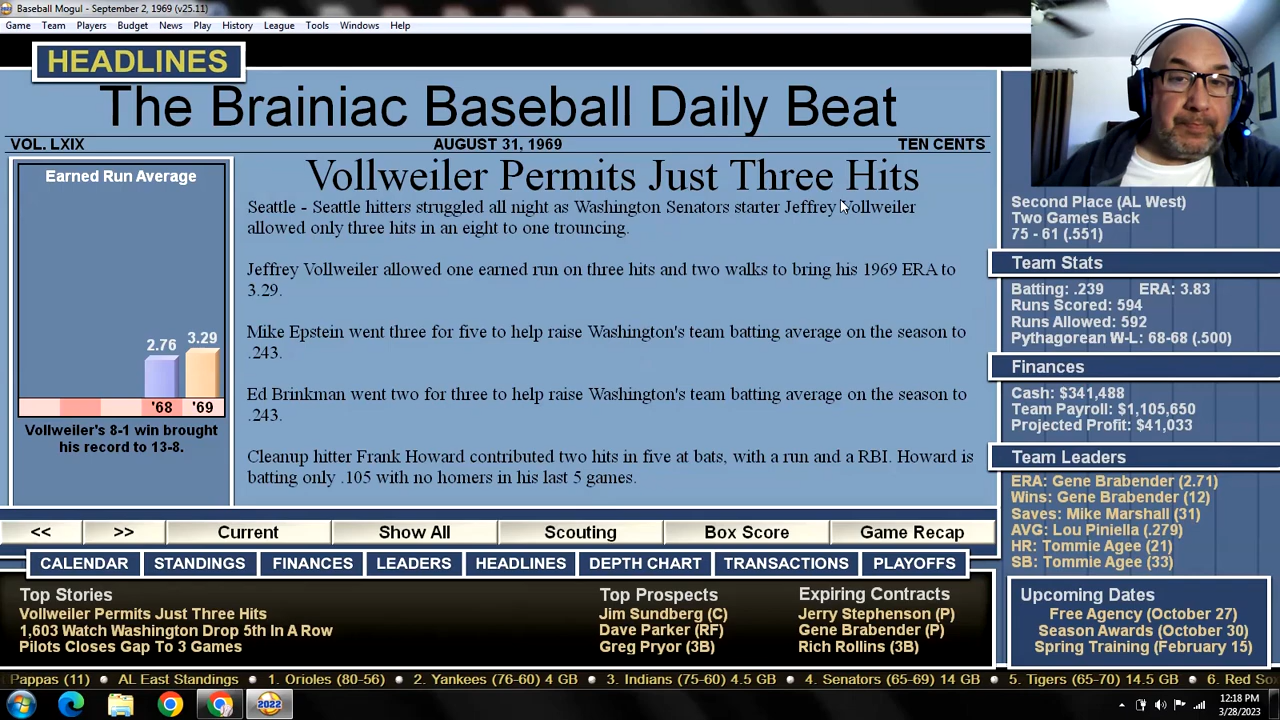 Baseball Mogul - September 2, 1969 (v25.11)
Game Team Players Budget News Play History League Tools Windows Help
HEADLINES
The Brainiac Baseball Daily Beat
VOL. LXIX AUGUST 31, 1969 TEN CENTS
Earned Run Average
2.76 3.29
'68 '69
Vollweiler's 8-1 win brought
his record to 13-8.
Vollweiler Permits Just Three Hits
Seattle - Seattle hitters struggled all night as Washington Senators starter Jeffrey Vollweiler
allowed only three hits in an eight to one trouncing.
Jeffrey Vollweiler allowed one earned run on three hits and two walks to bring his 1969 ERA to
3.29.
Mike Epstein went three for five to help raise Washington's team batting average on the season to
.243.
Ed Brinkman went two for three to help raise Washington's team batting average on the season to
.243.
Cleanup hitter Frank Howard contributed two hits in five at bats, with a run and a RBI. Howard is
batting only .105 with no homers in his last 5 games.
Second Place (AL West)
Two Games Back
75 - 61 (.551)
Team Stats
Batting: .239 ERA: 3.83
Runs Scored: 594
Runs Allowed: 592
Pythagorean W-L: 68-68 (.500)
Finances
Cash: $341,488
Team Payroll: $1,105,650
Projected Profit: $41,033
Team Leaders
ERA: Gene Brabender (2.71)
Wins: Gene Brabender (12)
Saves: Mike Marshall (31)
AVG: Lou Piniella (.279)
HR: Tommie Agee (21)
SB: Tommie Agee (33)
<< >> Current Show All Scouting Box Score Game Recap
CALENDAR STANDINGS FINANCES LEADERS HEADLINES DEPTH CHART TRANSACTIONS PLAYOFFS
Top Stories
Vollweiler Permits Just Three Hits
1,603 Watch Washington Drop 5th In A Row
Pilots Closes Gap To 3 Games
Top Prospects
Jim Sundberg (C)
Dave Parker (RF)
Greg Pryor (3B)
Expiring Contracts
Jerry Stephenson (P)
Gene Brabender (P)
Rich Rollins (3B)
Upcoming Dates
Free Agency (October 27)
Season Awards (October 30)
Spring Training (February 15)
Pappas (11) • AL East Standings • 1. Orioles (80-56) • 2. Yankees (76-60) 4 GB • 3. Indians (75-60) 4.5 GB • 4. Senators (65-69) 14 GB • 5. Tigers (65-70) 14.5 GB • 6. Red Sox
2022
12:18 PM
3/28/2023